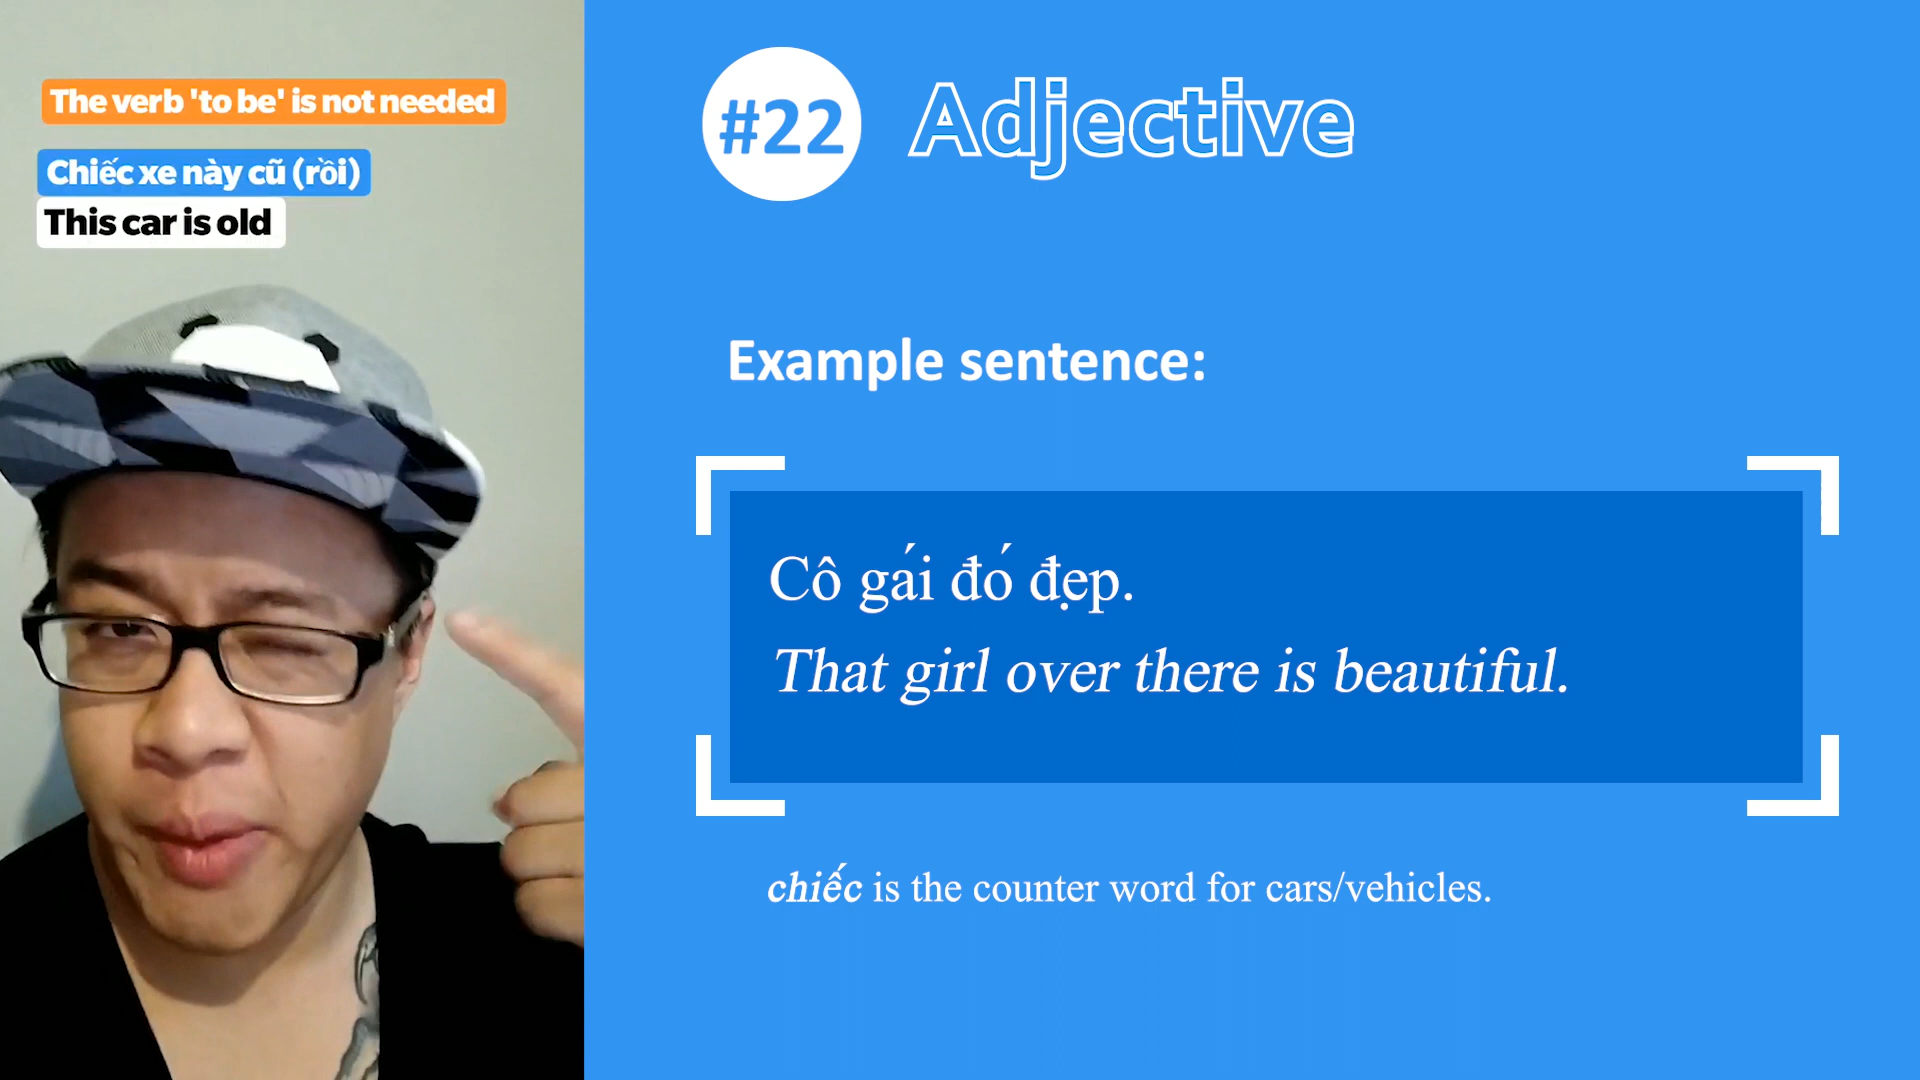 The verb 'to be' is not needed
Chiếc xe này cũ (rồi)
This car is old
#22 Adjective
Example sentence:
Cô gái đó đẹp.
That girl over there is beautiful.
chiếc is the counter word for cars/vehicles.